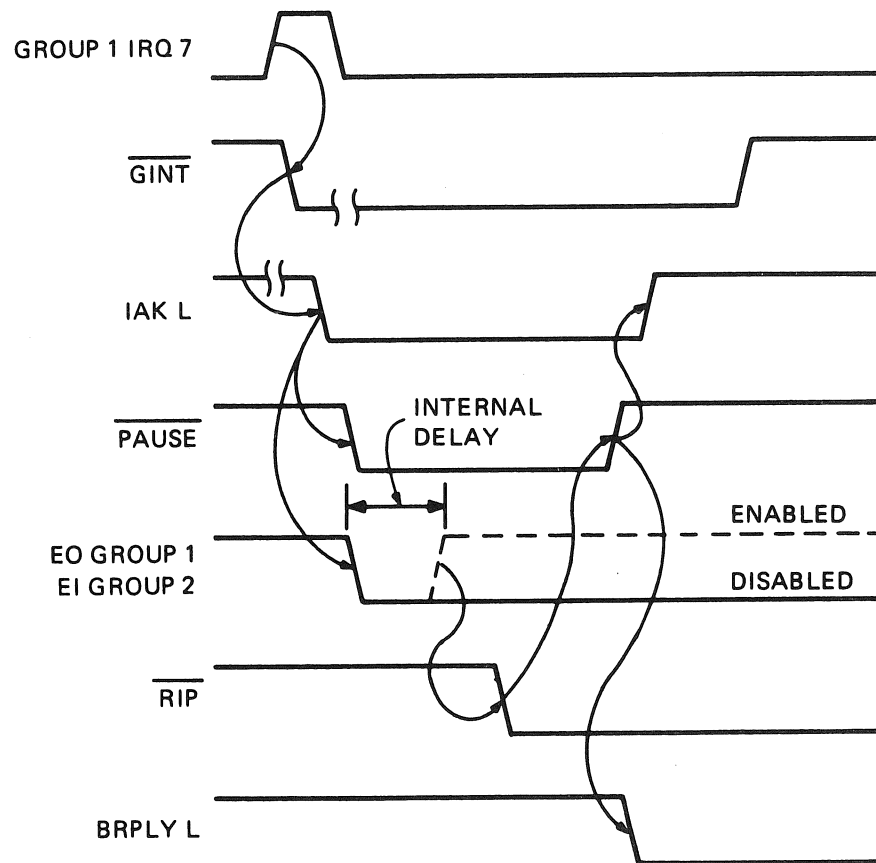 GROUP 1 IRQ 7
GINT
IAK L
PAUSE
INTERNAL
DELAY
ENABLED
EO GROUP 1
EI GROUP 2
DISABLED
RIP
BRPLY L